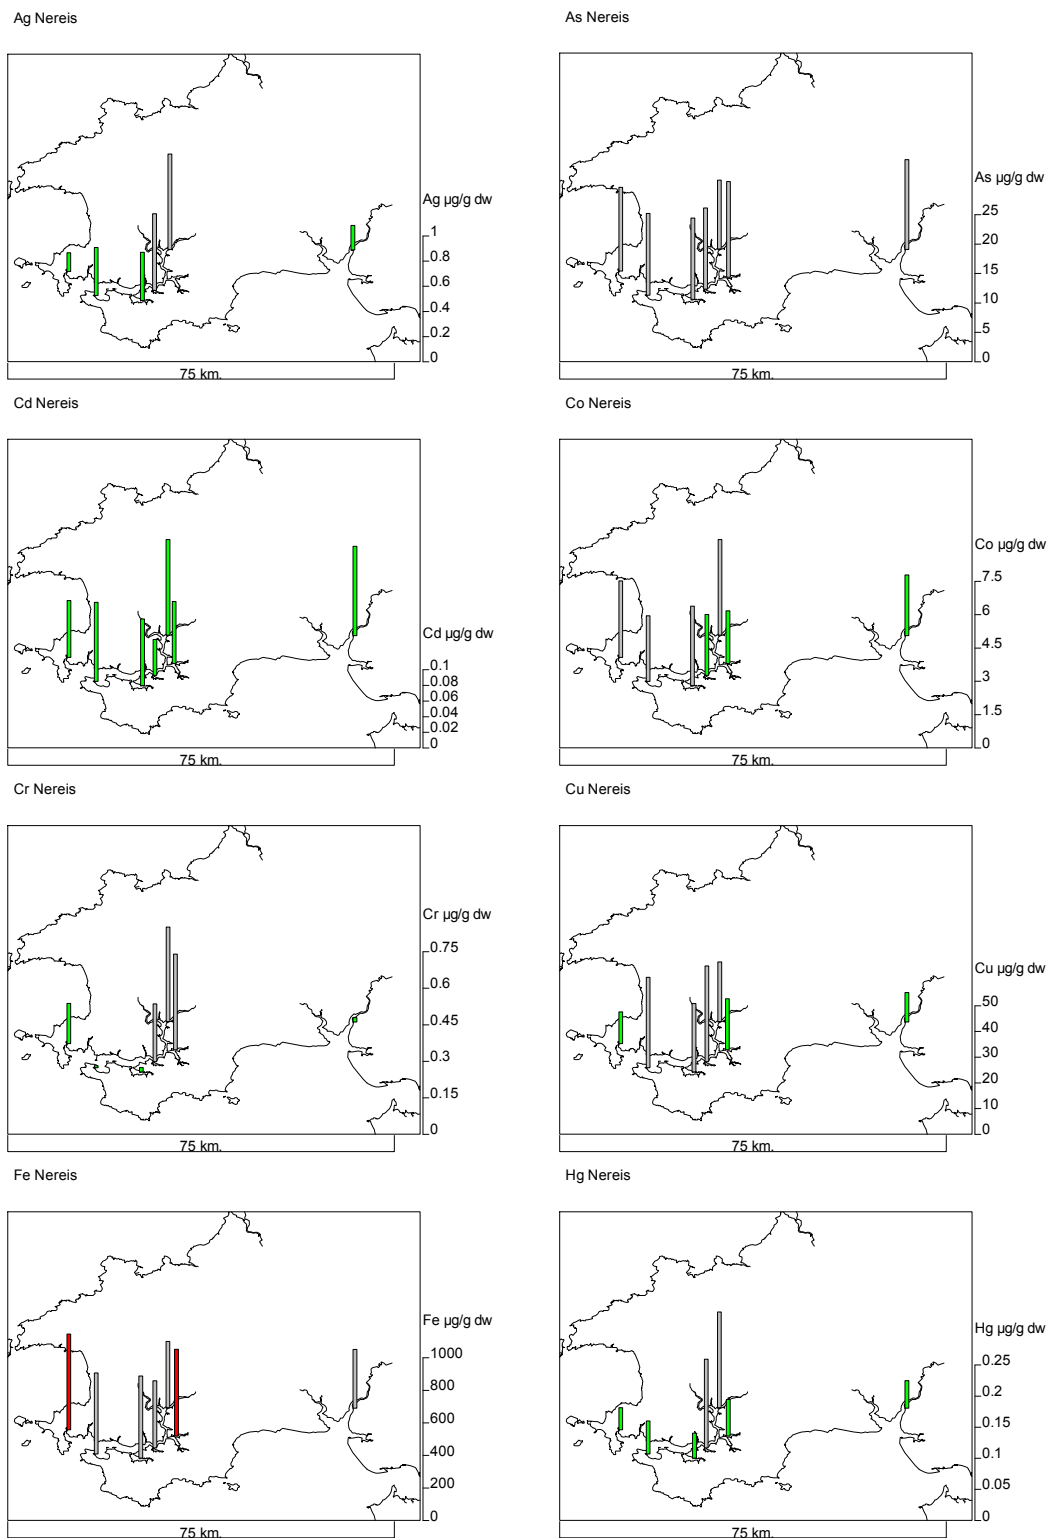 Ag Nereis
Ag µg/g dw
1
0.8
0.6
0.4
0.2
0
75 km.
As Nereis
As µg/g dw
25
20
15
10
5
0
75 km.
Cd Nereis
Cd µg/g dw
0.1
0.08
0.06
0.04
0.02
0
75 km.
Co Nereis
Co µg/g dw
7.5
6
4.5
3
1.5
0
75 km.
Cr Nereis
Cr µg/g dw
0.75
0.6
0.45
0.3
0.15
0
75 km.
Cu Nereis
Cu µg/g dw
50
40
30
20
10
0
75 km.
Fe Nereis
Fe µg/g dw
1000
800
600
400
200
0
75 km.
Hg Nereis
Hg µg/g dw
0.25
0.2
0.15
0.1
0.05
0
75 km.